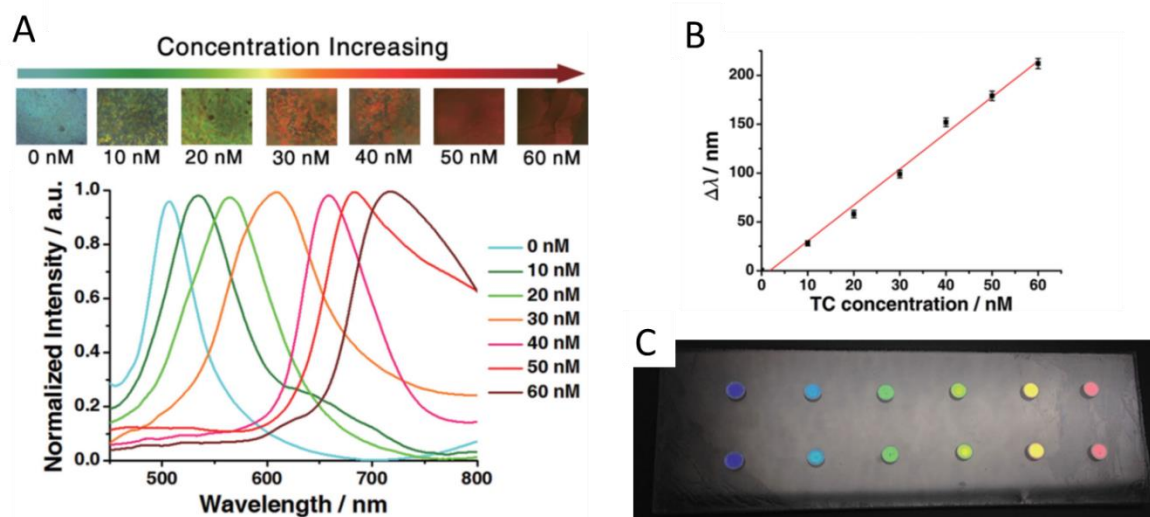 A
Concentration Increasing
0 nM 10 nM 20 nM 30 nM 40 nM 50 nM 60 nM
Normalized Intensity / a.u.
1.0
0.8
0.6
0.4
0.2
0.0
0 nM
10 nM
20 nM
30 nM
40 nM
50 nM
60 nM
500 600 700 800
Wavelength / nm
B
Δλ / nm
200
150
100
50
0
0 10 20 30 40 50 60
TC concentration / nM
C